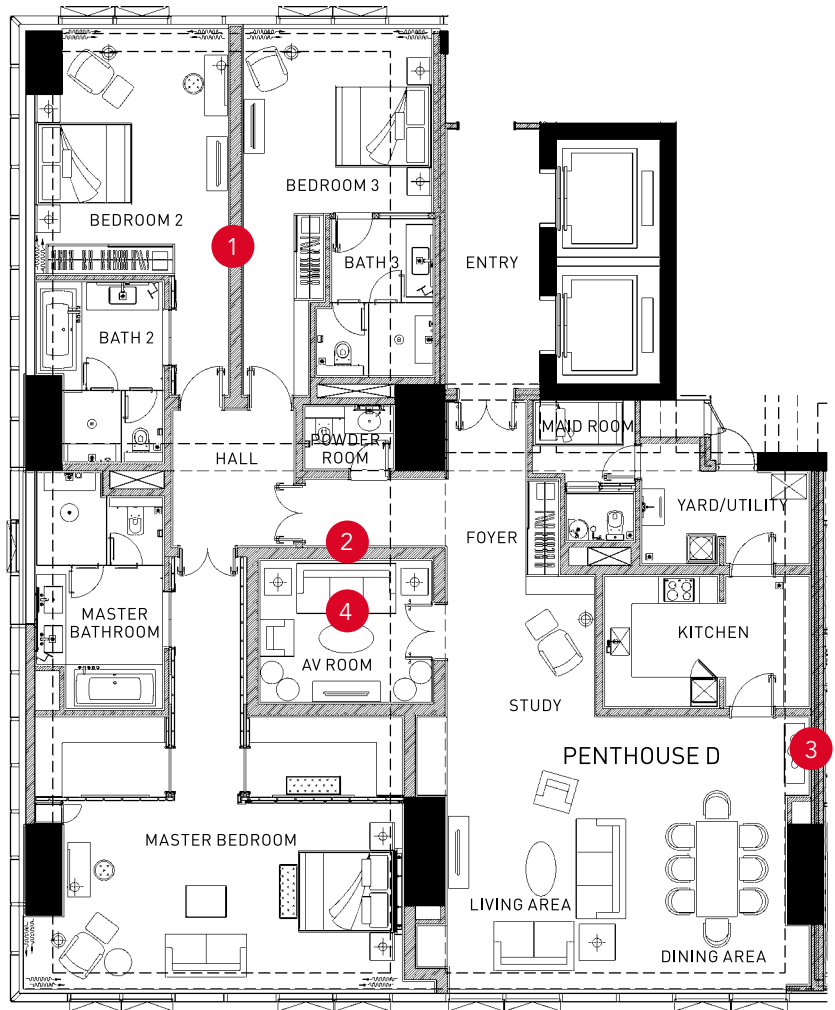 BEDROOM 2
BEDROOM 3
1
BATH 3
ENTRY
BATH 2
MAID ROOM
POWDER
ROOM
HALL
YARD/UTILITY
FOYER
2
4
MASTER
BATHROOM
AV ROOM
KITCHEN
STUDY
PENTHOUSE D
3
MASTER BEDROOM
LIVING AREA
DINING AREA